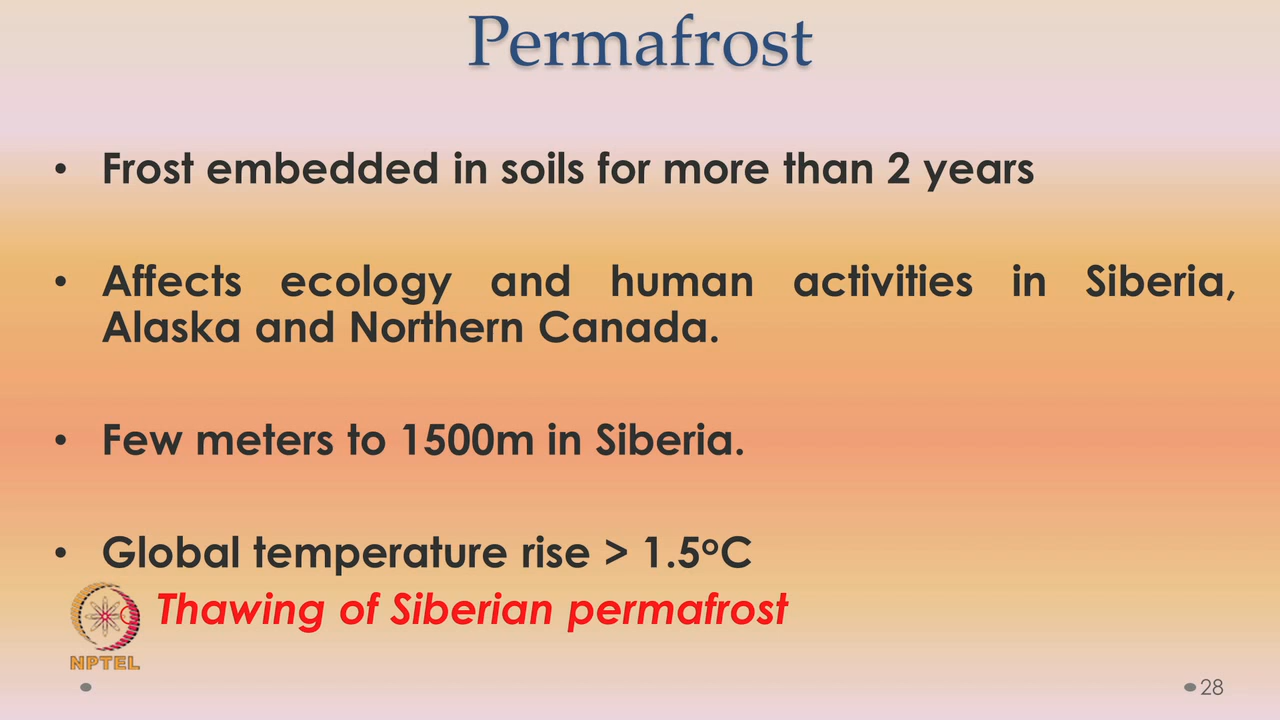 Permafrost
• Frost embedded in soils for more than 2 years
• Affects ecology and human activities in Siberia,
Alaska and Northern Canada.
• Few meters to 1500m in Siberia.
• Global temperature rise > 1.5ºC
Thawing of Siberian permafrost
NPTEL
28